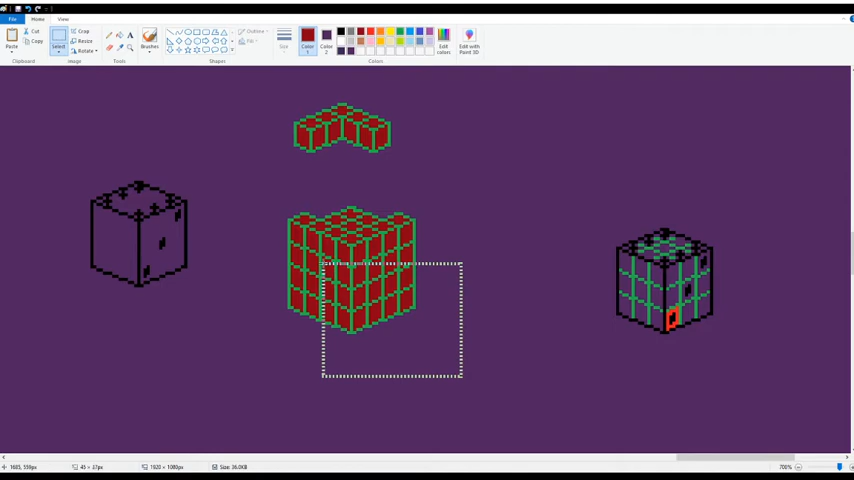 File Home View
Paste
Cut
Copy
Clipboard
Select
Crop
Resize
Rotate
Image
A
Tools
Brushes
Shapes
Outline
Fill
Size
Color 1
Color 2
Edit colors
Colors
Edit with Paint 3D
1685, 559px 45 × 37px 1920 × 1080px Size: 36.0KB 700%